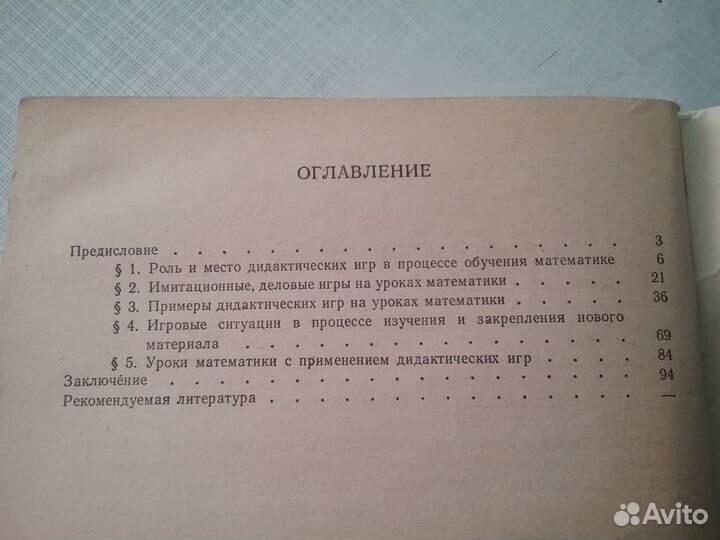 ОГЛАВЛЕНИЕ
Предисловие . . . . . . . . . . . . . . . . . . . 3
§ 1. Роль и место дидактических игр в процессе обучения математике 6
§ 2. Имитационные, деловые игры на уроках математики . . . . . 21
§ 3. Примеры дидактических игр на уроках математики . . . . . 36
§ 4. Игровые ситуации в процессе изучения и закрепления нового
материала . . . . . . . . . . . . . . . . . 69
§ 5. Уроки математики с применением дидактических игр . . . . . 84
Заключение . . . . . . . . . . . . . . . . . . . 94
Рекомендуемая литература . . . . . . . . . . . . . . —
Avito